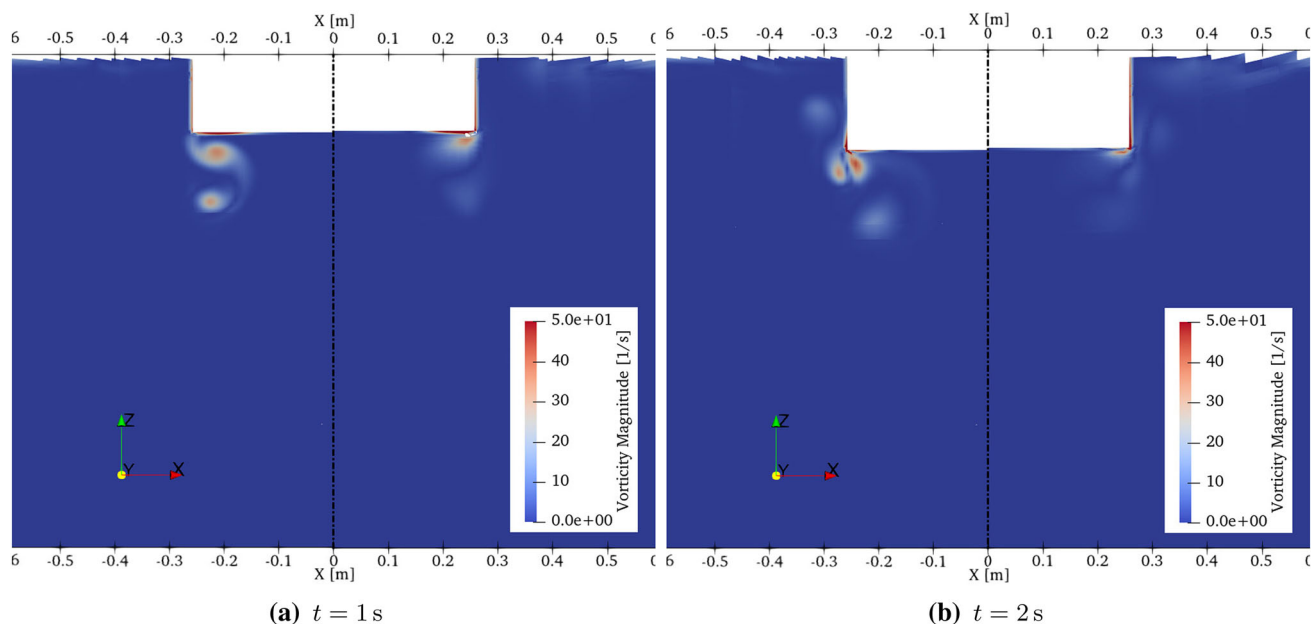 X [m]
6 -0.5 -0.4 -0.3 -0.2 -0.1 0 0.1 0.2 0.3 0.4 0.5 0
5.0e+01
40
30
20
10
0.0e+00
Vorticity Magnitude [1/s]
Z
Y X
6 -0.5 -0.4 -0.3 -0.2 -0.1 0 0.1 0.2 0.3 0.4 0.5 0
X [m]
(a) t = 1 s
X [m]
6 -0.5 -0.4 -0.3 -0.2 -0.1 0 0.1 0.2 0.3 0.4 0.5 0
5.0e+01
40
30
20
10
0.0e+00
Vorticity Magnitude [1/s]
Z
Y X
6 -0.5 -0.4 -0.3 -0.2 -0.1 0 0.1 0.2 0.3 0.4 0.5 0
X [m]
(b) t = 2 s